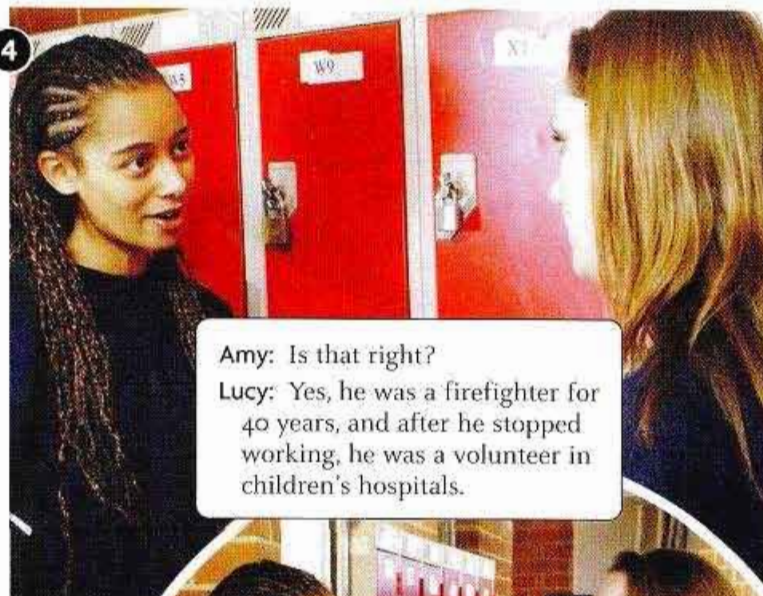 4
W5
W9
Amy: Is that right?
Lucy: Yes, he was a firefighter for
40 years, and after he stopped
working, he was a volunteer in
children's hospitals.